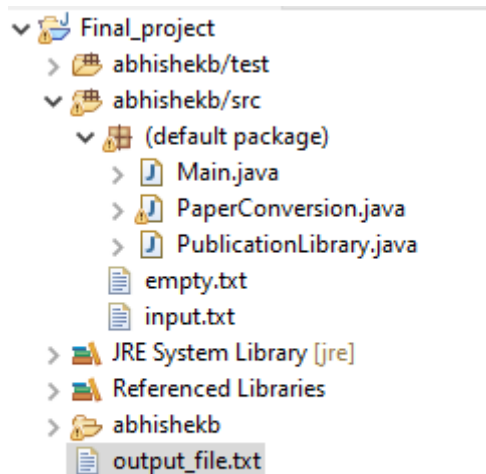 Final_project
abhishekb/test
abhishekb/src
(default package)
Main.java
PaperConversion.java
PublicationLibrary.java
empty.txt
input.txt
JRE System Library [jre]
Referenced Libraries
abhishekb
output_file.txt